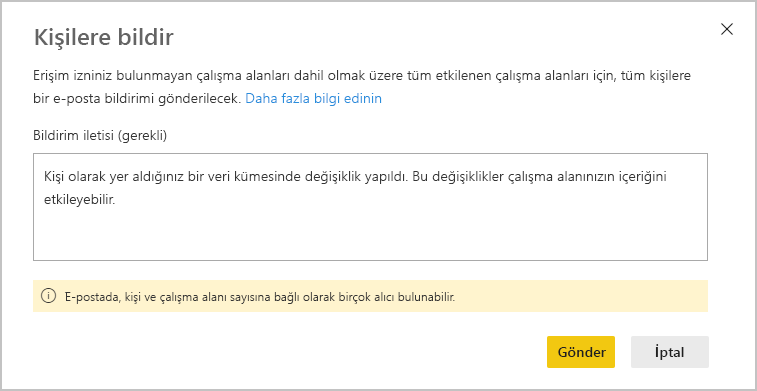 Kişilere bildir
Erişim izniniz bulunmayan çalışma alanları dahil olmak üzere tüm etkilenen çalışma alanları için, tüm kişilere
bir e-posta bildirimi gönderilecek. Daha fazla bilgi edinin
Bildirim iletisi (gerekli)
Kişi olarak yer aldığınız bir veri kümesinde değişiklik yapıldı. Bu değişiklikler çalışma alanınızın içeriğini
etkileyebilir.
E-postada, kişi ve çalışma alanı sayısına bağlı olarak birçok alıcı bulunabilir.
Gönder İptal